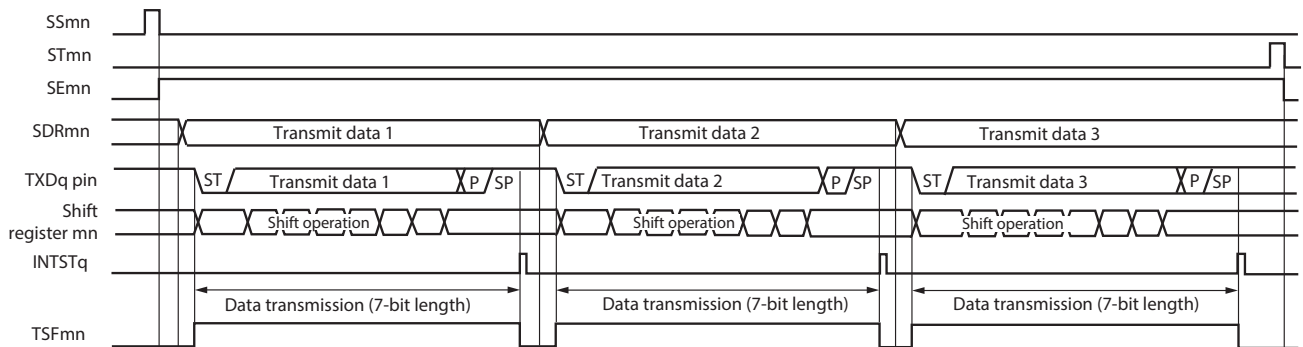 SSmn
STmn
SEmn
SDRmn Transmit data 1 Transmit data 2 Transmit data 3
TXDq pin ST Transmit data 1 P SP ST Transmit data 2 P SP ST Transmit data 3 P SP
Shift
register mn Shift operation Shift operation Shift operation
INTSTq
Data transmission (7-bit length) Data transmission (7-bit length) Data transmission (7-bit length)
TSFmn